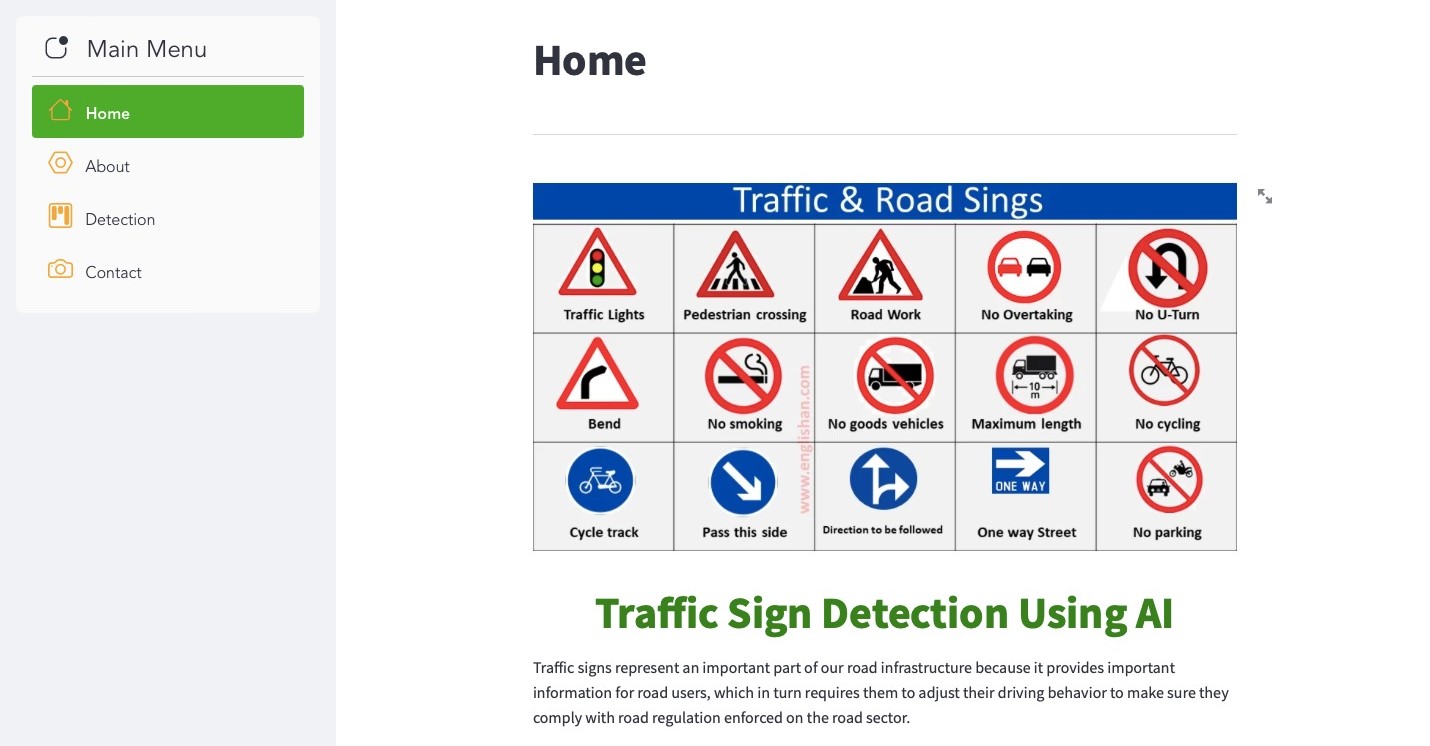 Main Menu
Home
About
Detection
Contact
Home
Traffic & Road Sings
Traffic Lights
Pedestrian crossing
Road Work
No Overtaking
No U-Turn
10
m
Bend
No smoking
No goods vehicles
Maximum length
No cycling
ONE WAY
Cycle track
Pass this side
Direction to be followed
One way Street
No parking
www.englishan.com
Traffic Sign Detection Using AI
Traffic signs represent an important part of our road infrastructure because it provides important
information for road users, which in turn requires them to adjust their driving behavior to make sure they
comply with road regulation enforced on the road sector.